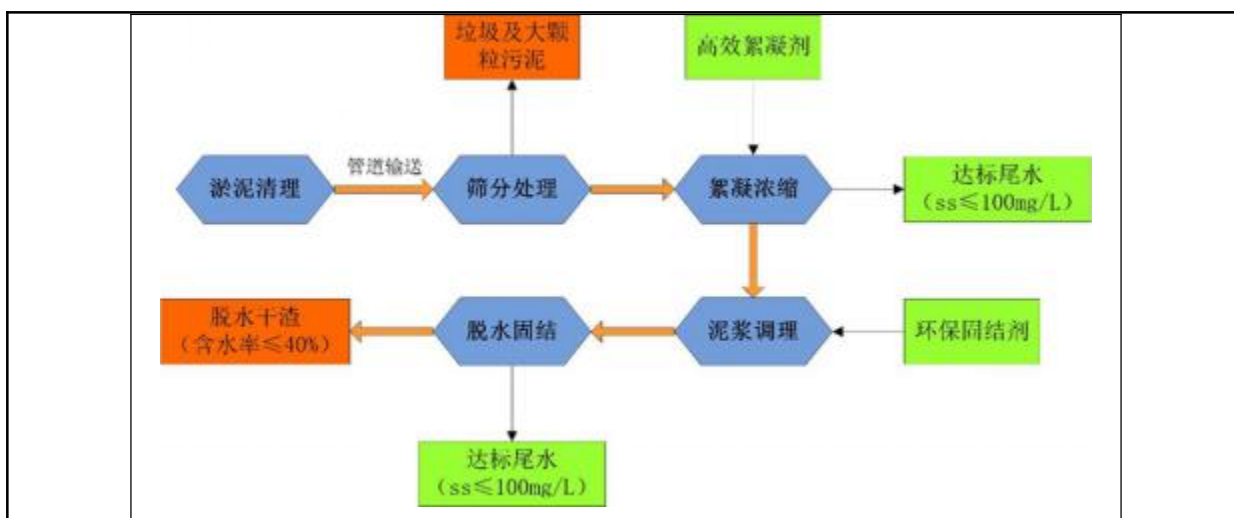 垃圾及大颗
粒污泥
高效絮凝剂
管道输送
淤泥清理
筛分处理
絮凝浓缩
达标尾水
（ss≤100mg/L）
脱水干渣
（含水率≤40%）
脱水固结
泥浆调理
环保固结剂
达标尾水
（ss≤100mg/L）